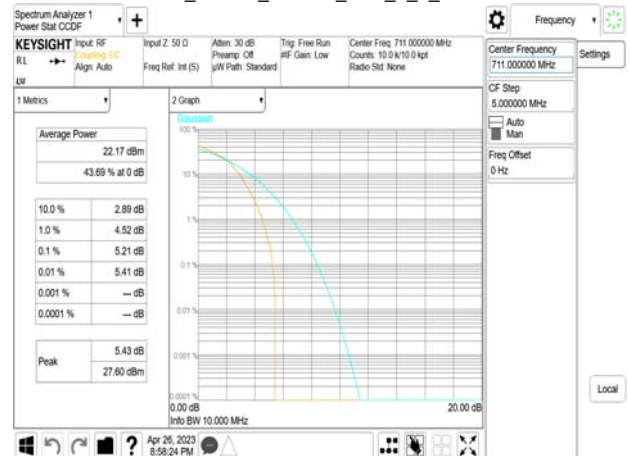 Spectrum Analyzer 1
Power Stat CCDF
Frequency
KEYSIGHT
RL
Input: RF
Coupling: DC
Align: Auto
Input Z: 50 Ω
Freq Ref: Int (S)
Atten: 30 dB
Preamp: Off
µW Path: Standard
Trig: Free Run
#IF Gain: Low
Center Freq: 711.000000 MHz
Counts: 10.0 k/10.0 kpt
Radio Std: None
Center Frequency
711.000000 MHz
Settings
CF Step
5.000000 MHz
Auto
Man
Freq Offset
0 Hz
1 Metrics
2 Graph
Average Power
22.17 dBm
43.69 % at 0 dB
10.0 % 2.89 dB
1.0 % 4.52 dB
0.1 % 5.21 dB
0.01 % 5.41 dB
0.001 % --- dB
0.0001 % --- dB
Peak
5.43 dB
27.60 dBm
Gaussian
100 %
10 %
1 %
0.1 %
0.01 %
0.001 %
0.0001 %
0.00 dB
20.00 dB
Info BW 10.000 MHz
Local
Apr 26, 2023
8:58:24 PM